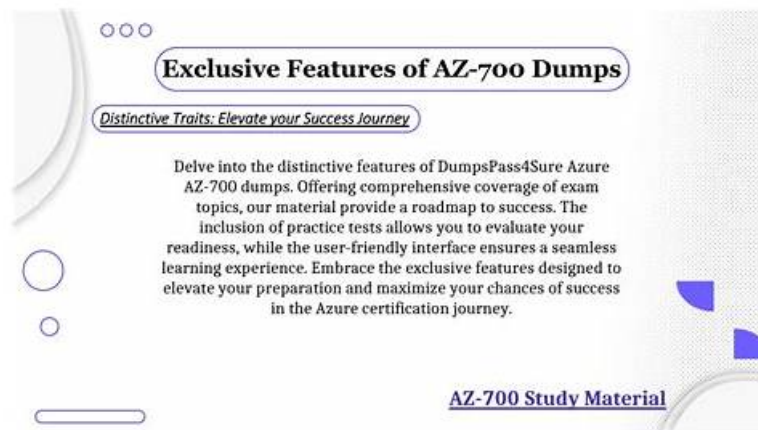 Exclusive Features of AZ-700 Dumps
Distinctive Traits: Elevate your Success Journey
Delve into the distinctive features of DumpsPass4Sure Azure
AZ-700 dumps. Offering comprehensive coverage of exam
topics, our material provide a roadmap to success. The
inclusion of practice tests allows you to evaluate your
readiness, while the user-friendly interface ensures a seamless
learning experience. Embrace the exclusive features designed to
elevate your preparation and maximize your chances of success
in the Azure certification journey.
AZ-700 Study Material